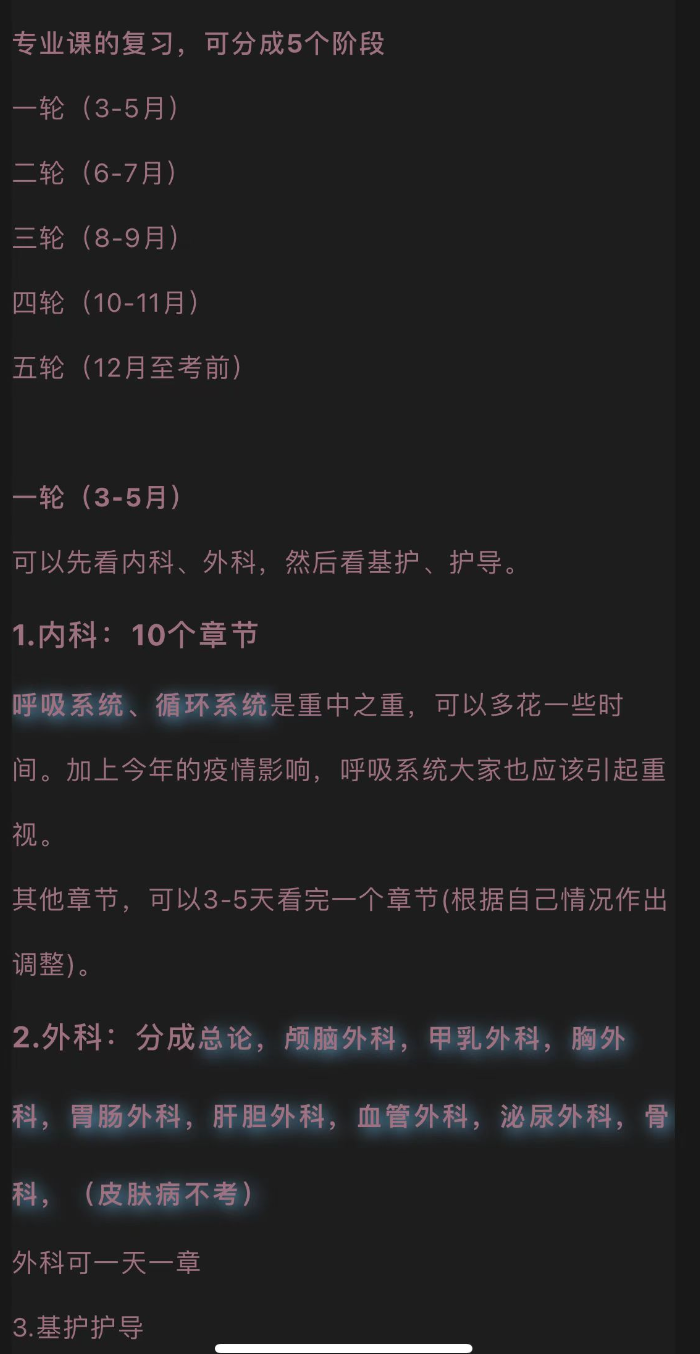 专业课的复习，可分成5个阶段
一轮（3-5月）
二轮（6-7月）
三轮（8-9月）
四轮（10-11月）
五轮（12月至考前）
一轮（3-5月）
可以先看内科、外科，然后看基护、护导。
1.内科：10个章节
呼吸系统、循环系统是重中之重，可以多花一些时
间。加上今年的疫情影响，呼吸系统大家也应该引起重
视。
其他章节，可以3-5天看完一个章节(根据自己情况作出
调整)。
2.外科：分成总论，颅脑外科，甲乳外科，胸外
科，胃肠外科，肝胆外科，血管外科，泌尿外科，骨
科，（皮肤病不考）
外科可一天一章
3.基护护导